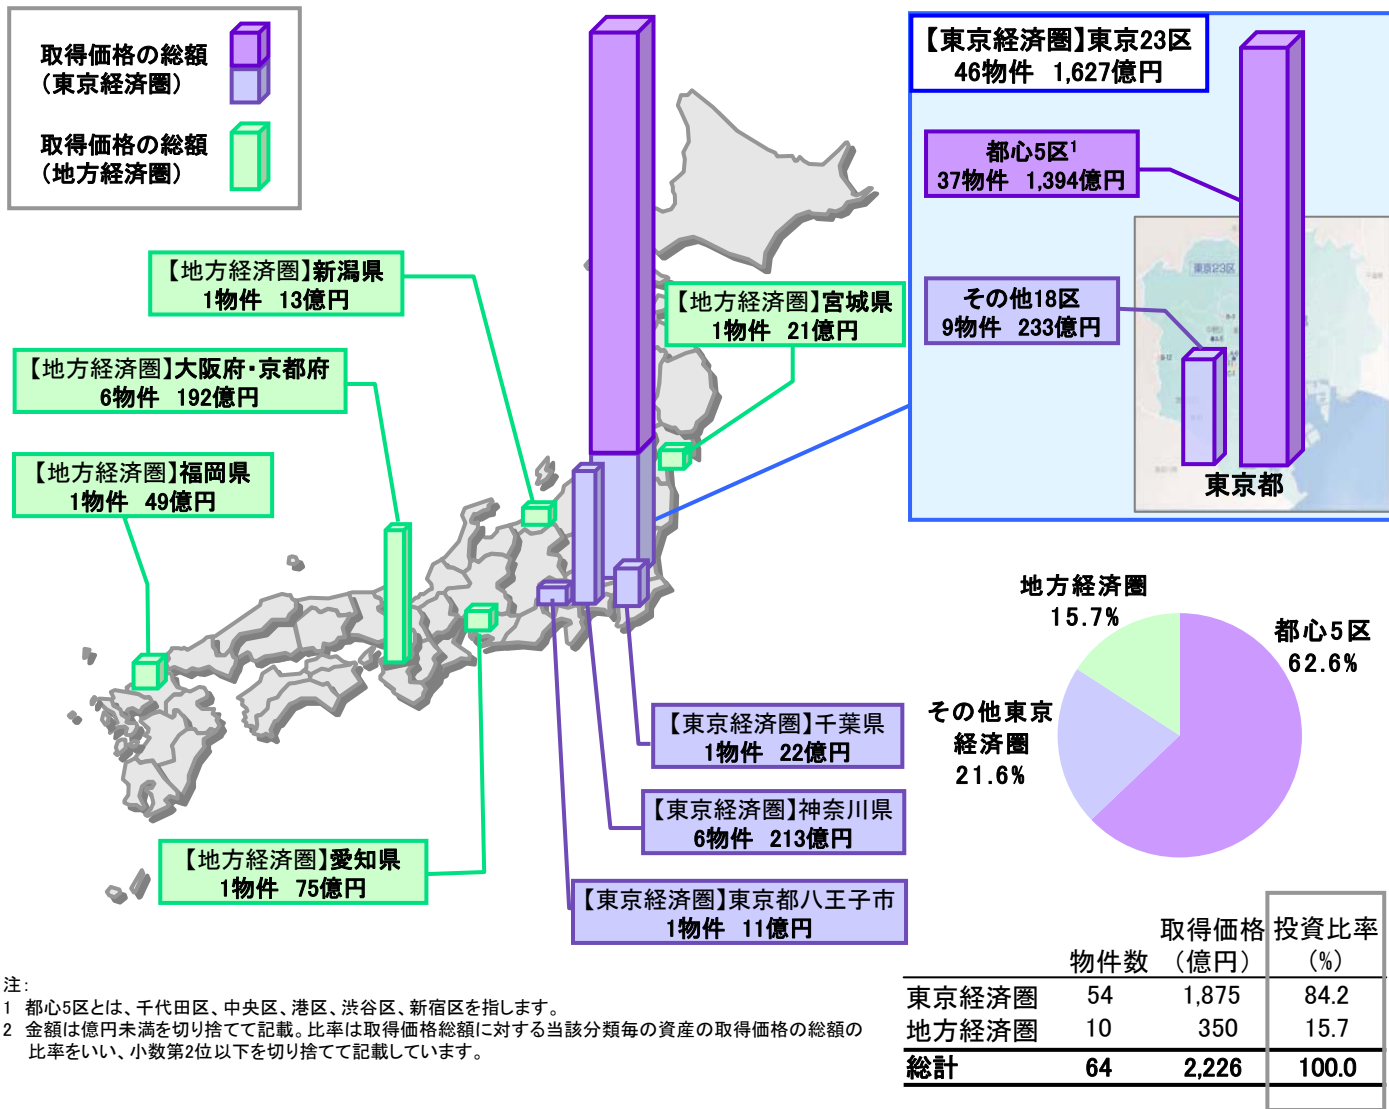 取得価格の総額
(東京経済圏)
取得価格の総額
(地方経済圏)
【東京経済圏】東京23区
46物件 1,627億円
都心5区1
37物件 1,394億円
その他18区
9物件 233億円
東京23区
東京都
【地方経済圏】新潟県
1物件 13億円
【地方経済圏】宮城県
1物件 21億円
【地方経済圏】大阪府・京都府
6物件 192億円
【地方経済圏】福岡県
1物件 49億円
【地方経済圏】愛知県
1物件 75億円
【東京経済圏】千葉県
1物件 22億円
【東京経済圏】神奈川県
6物件 213億円
【東京経済圏】東京都八王子市
1物件 11億円
地方経済圏
15.7%
都心5区
62.6%
その他東京
経済圏
21.6%
物件数 取得価格(億円) 投資比率(%)
東京経済圏 54 1,875 84.2
地方経済圏 10 350 15.7
総計 64 2,226 100.0
注:
1 都心5区とは、千代田区、中央区、港区、渋谷区、新宿区を指します。
2 金額は億円未満を切り捨てて記載。比率は取得価格総額に対する当該分類毎の資産の取得価格の総額の
比率をいい、小数第2位以下を切り捨てて記載しています。